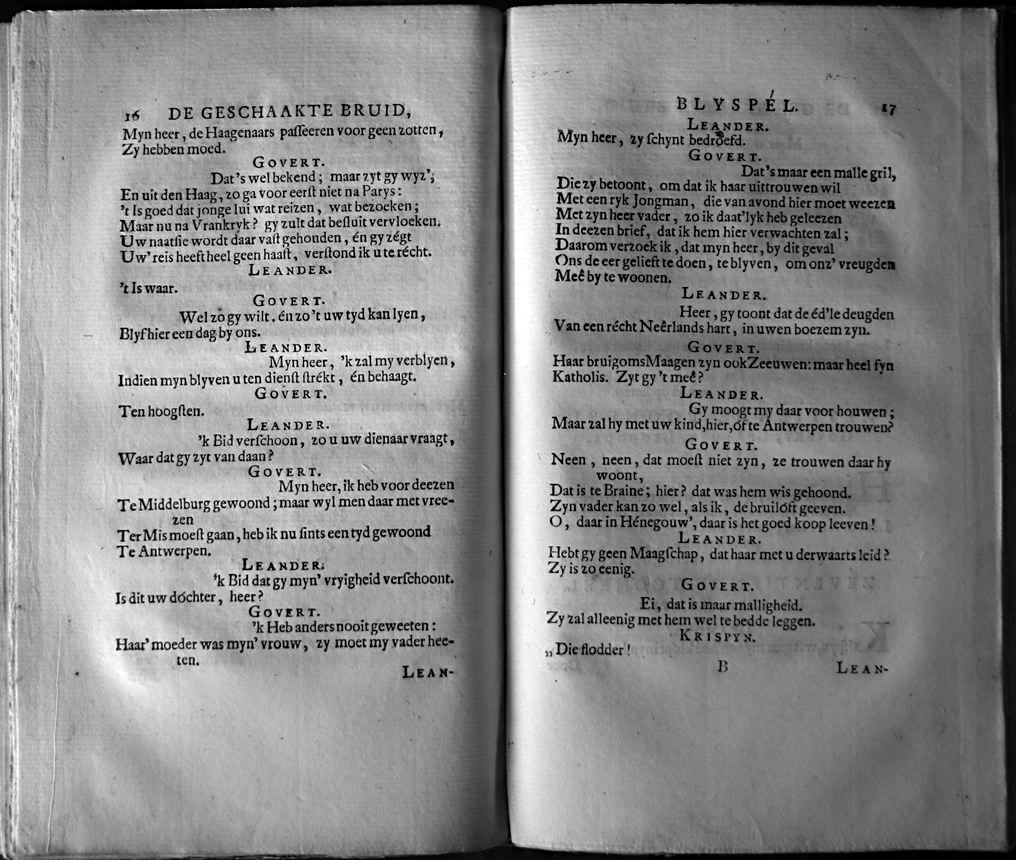 16 DE GESCHAAKTE BRUID,
Myn heer, de Haagenaars paſſeeren voor geen zotten,
Zy hebben moed.
GOVERT.
Dat's wel bekend; maar zyt gy wyz',
En uit den Haag, zo ga voor eerſt niet na Parys:
't Is goed dat jonge lui wat reizen, wat bezoeken;
Maar nu na Vrankryk? gy zult dat beſluit vervloeken.
Uw naatſie wordt daar vaſt gehouden, én gy zégt
Uw' reis heeft heel geen haaſt, verſtond ik u te récht.
LEANDER.
't Is waar.
GOVERT.
Wel zo gy wilt. én zo 't uw tyd kan lyen,
Blyf hier een dag by ons.
LEANDER.
Myn heer, 'k zal my verblyen,
Indien myn blyven u ten dienſt ſtrékt, én behaagt.
GOVERT.
Ten hoogſten.
LEANDER.
'k Bid verſchoon, zo u uw dienaar vraagt,
Waar dat gy zyt van daan?
GOVERT.
Myn heer, ik heb voor deezen
Te Middelburg gewoond; maar wyl men daar met vree-
zen
Ter Mis moeſt gaan, heb ik nu ſints een tyd gewoond
Te Antwerpen.
LEANDER.
'k Bid dat gy myn' vryigheid verſchoont.
Is dit uw dóchter, heer?
GOVERT.
'k Heb anders nooit geweeten:
Haar' moeder was myn' vrouw, zy moet my vader hee-
ten.
LEAN-
BLYSPÉL. 17
LEANDER.
Myn heer, zy ſchynt bedroefd.
GOVERT.
Dat's maar een malle gril,
Die zy betoont, om dat ik haar uittrouwen wil
Met een ryk Jongman, die van avond hier moet weezen
Met zyn heer vader, zo ik daat'lyk heb geleezen
In deezen brief, dat ik hem hier verwachten zal;
Daarom verzoek ik, dat myn heer, by dit geval
Ons de eer gelieft te doen, te blyven, om onz' vreugden
Meê by te woonen.
LEANDER.
Heer, gy toont dat de éd'le deugden
Van een récht Neêrlands hart, in uwen boezem zyn.
GOVERT.
Haar bruigoms Maagen zyn ook Zeeuwen: maar heel fyn
Katholis. Zyt gy 't meê?
LEANDER.
Gy moogt my daar voor houwen;
Maar zal hy met uw kind, hier, óf te Antwerpen trouwen?
GOVERT.
Neen, neen, dat moeſt niet zyn, ze trouwen daar hy
woont,
Dat is te Braine; hier? dat was hem wis gehoond.
Zyn vader kan zo wel, als ik, de bruilóft geeven.
O, daar in Hénegouw', daar is het goed koop leeven!
LEANDER.
Hebt gy geen Maagſchap, dat haar met u derwaarts leid?
Zy is zo eenig.
GOVERT.
Ei, dat is maar malligheid.
Zy zal alleenig met hem wel te bedde leggen.
KRISPYN.
„Die ſlodder!
B LEAN-